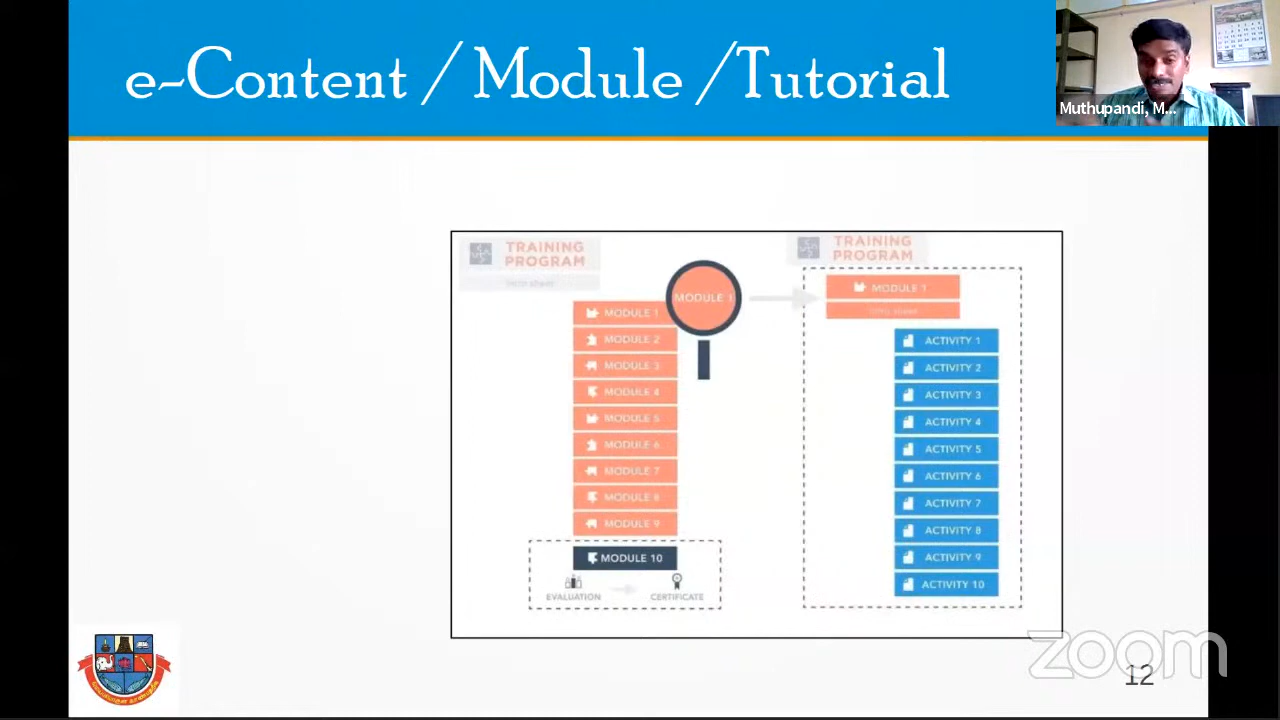 e-Content / Module / Tutorial
Muthupandi, M...
TRAINING
PROGRAM
MODULE 1
MODULE 2
MODULE 3
MODULE 4
MODULE 5
MODULE 6
MODULE 7
MODULE 8
MODULE 9
MODULE 10
EVALUATION
CERTIFICATE
MODULE 1
TRAINING
PROGRAM
MODULE 1
ACTIVITY 1
ACTIVITY 2
ACTIVITY 3
ACTIVITY 4
ACTIVITY 5
ACTIVITY 6
ACTIVITY 7
ACTIVITY 8
ACTIVITY 9
ACTIVITY 10
zoom
12